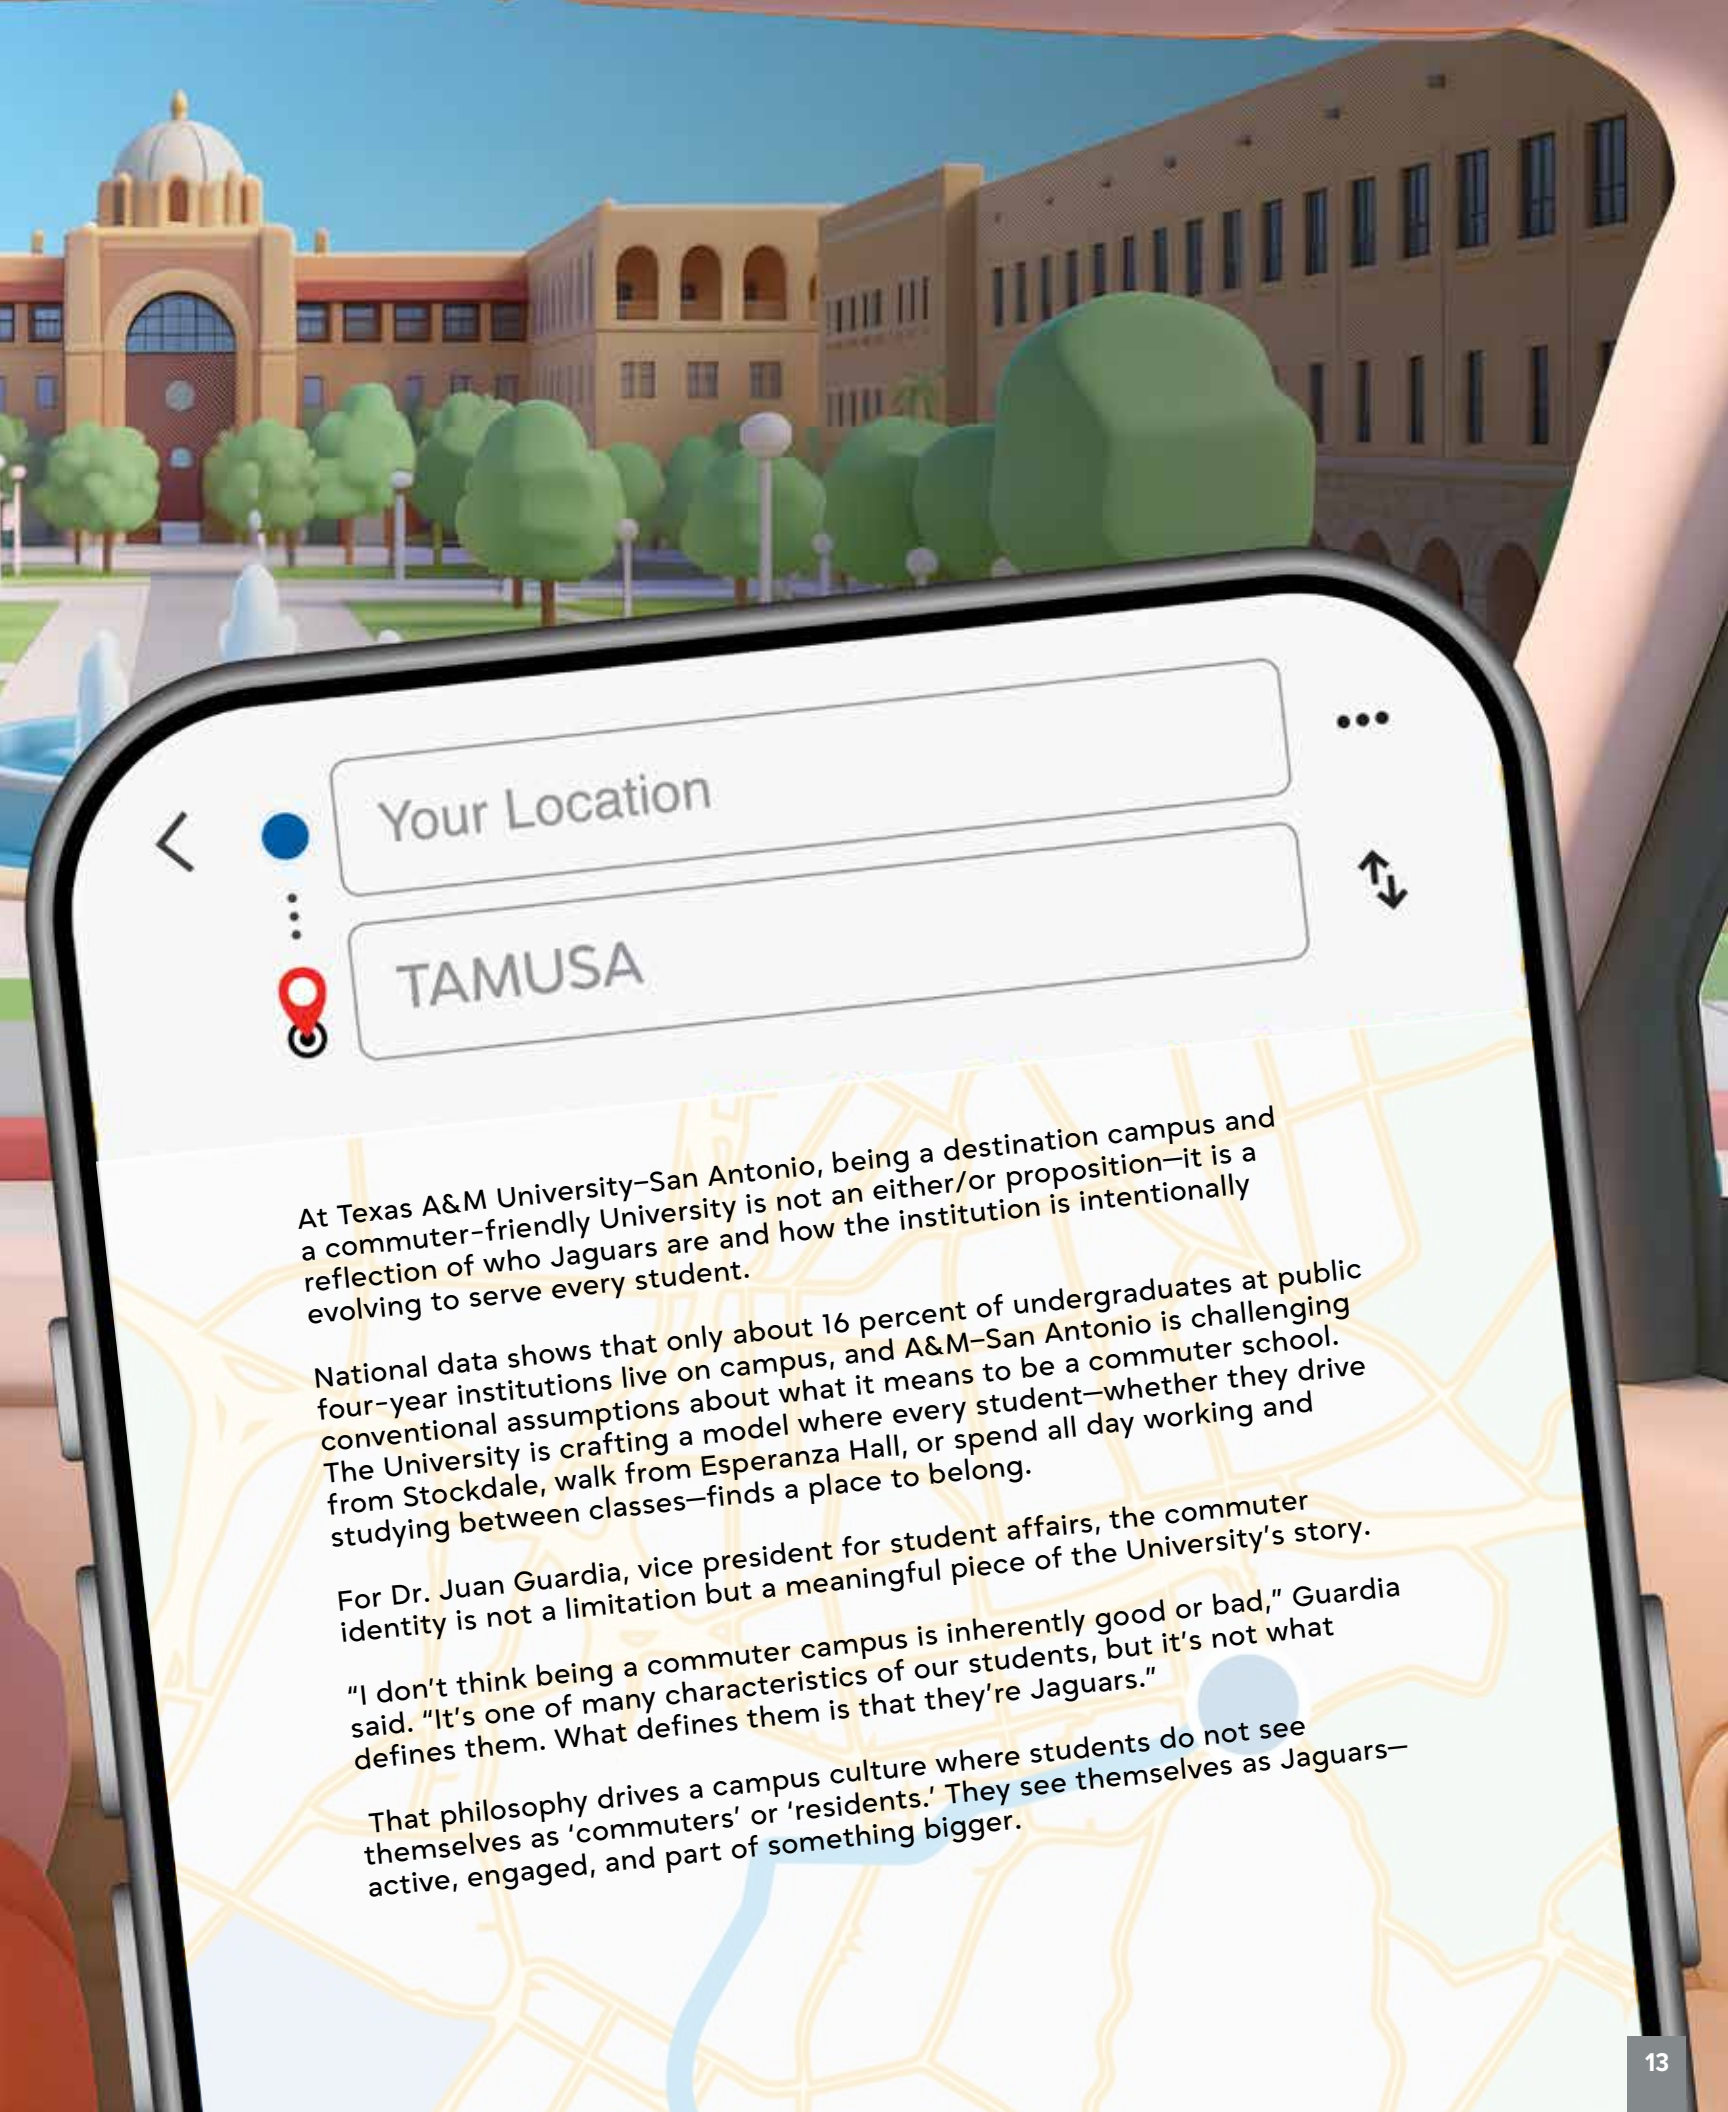 Your Location
TAMUSA
At Texas A&M University–San Antonio, being a destination campus and
a commuter-friendly University is not an either/or proposition—it is a
reflection of who Jaguars are and how the institution is intentionally
evolving to serve every student.
National data shows that only about 16 percent of undergraduates at public
four-year institutions live on campus, and A&M–San Antonio is challenging
conventional assumptions about what it means to be a commuter school.
The University is crafting a model where every student—whether they drive
from Stockdale, walk from Esperanza Hall, or spend all day working and
studying between classes—finds a place to belong.
For Dr. Juan Guardia, vice president for student affairs, the commuter
identity is not a limitation but a meaningful piece of the University’s story.
“I don’t think being a commuter campus is inherently good or bad,” Guardia
said. “It’s one of many characteristics of our students, but it’s not what
defines them. What defines them is that they’re Jaguars.”
That philosophy drives a campus culture where students do not see
themselves as ‘commuters’ or ‘residents.’ They see themselves as Jaguars—
active, engaged, and part of something bigger.
13